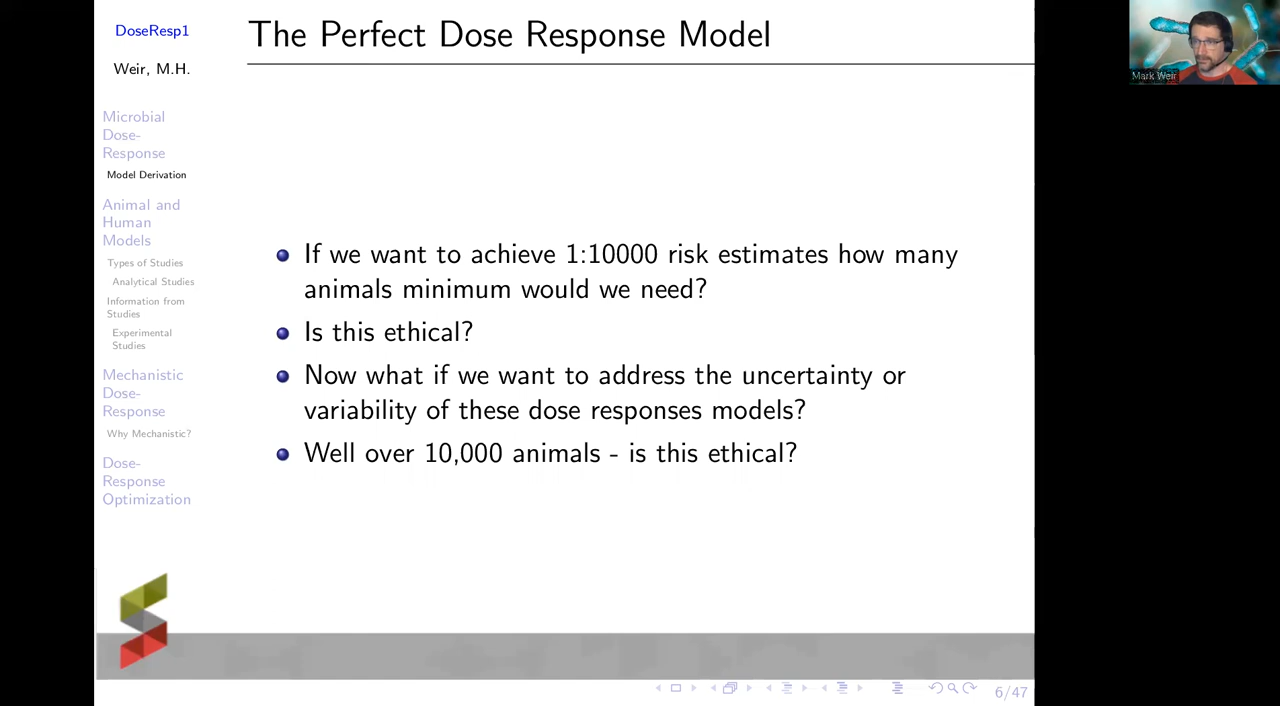 DoseResp1
Weir, M.H.
Microbial
Dose-
Response
Model Derivation
Animal and
Human
Models
Types of Studies
Analytical Studies
Information from
Studies
Experimental
Studies
Mechanistic
Dose-
Response
Why Mechanistic?
Dose-
Response
Optimization
The Perfect Dose Response Model
If we want to achieve 1:10000 risk estimates how many
animals minimum would we need?
Is this ethical?
Now what if we want to address the uncertainty or
variability of these dose responses models?
Well over 10,000 animals - is this ethical?
6/47
Mark Weir